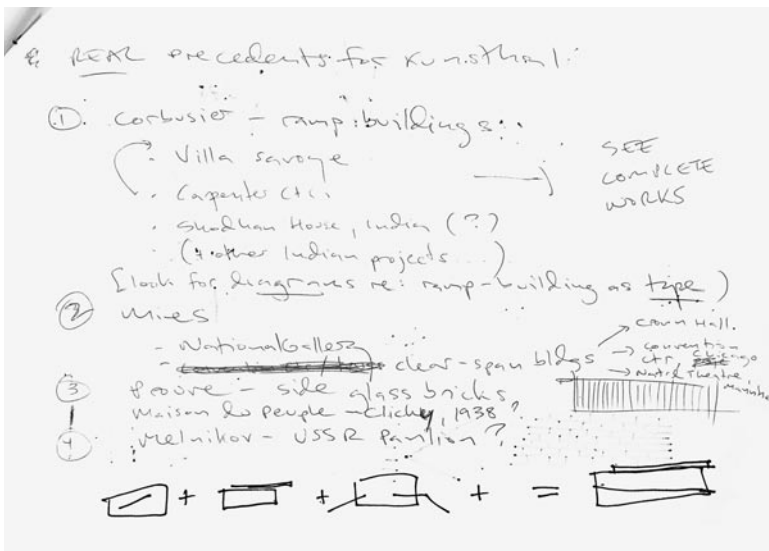 & REAL precedents for Kunsthal:
① Corbusier – ramp: buildings:
· Villa Savoye
· Carpenter Ctr.
· Shodhan House, India (?)
· (+ other Indian projects...)
SEE
COMPLETE
WORKS
[look for diagrams re: ramp-building as type)
② Mies
- National Gallery
- clear-span bldgs
→ Crown Hall.
→ convention
ctr, Chicago
→ Nat'l Theatre
③ Prouve – side glass bricks
Maison du Peuple – Clichy, 1938?
④ Melnikov – USSR Pavilion?
+ + + =